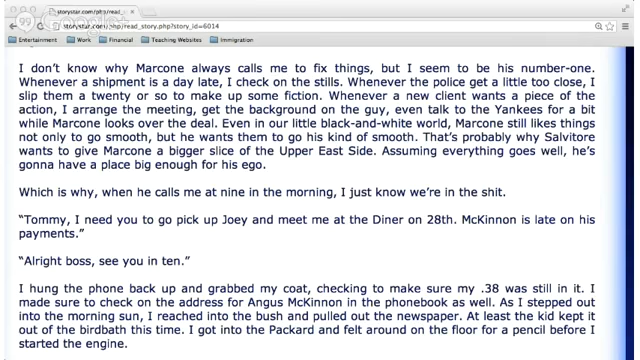 storystar.com/php/read_
storystar.com/php/read_story.php?story_id=6014
Google
Entertainment Work Financial Teaching Websites Immigration
I don't know why Marcone always calls me to fix things, but I seem to be his number-one.
Whenever a shipment is a day late, I check on the stills. Whenever the police get a little too close, I
slip them a twenty or so to make up some fiction. Whenever a new client wants a piece of the
action, I arrange the meeting, get the background on the guy, even talk to the Yankees for a bit
while Marcone looks over the deal. Even in our little black-and-white world, Marcone still likes things
not only to go smooth, but he wants them to go his kind of smooth. That's probably why Salvitore
wants to give Marcone a bigger slice of the Upper East Side. Assuming everything goes well, he's
gonna have a place big enough for his ego.
Which is why, when he calls me at nine in the morning, I just know we're in the shit.
“Tommy, I need you to go pick up Joey and meet me at the Diner on 28th. McKinnon is late on his
payments.”
“Alright boss, see you in ten.”
I hung the phone back up and grabbed my coat, checking to make sure my .38 was still in it. I
made sure to check on the address for Angus McKinnon in the phonebook as well. As I stepped out
into the morning sun, I reached into the bush and pulled out the newspaper. At least the kid kept it
out of the birdbath this time. I got into the Packard and felt around on the floor for a pencil before I
started the engine.